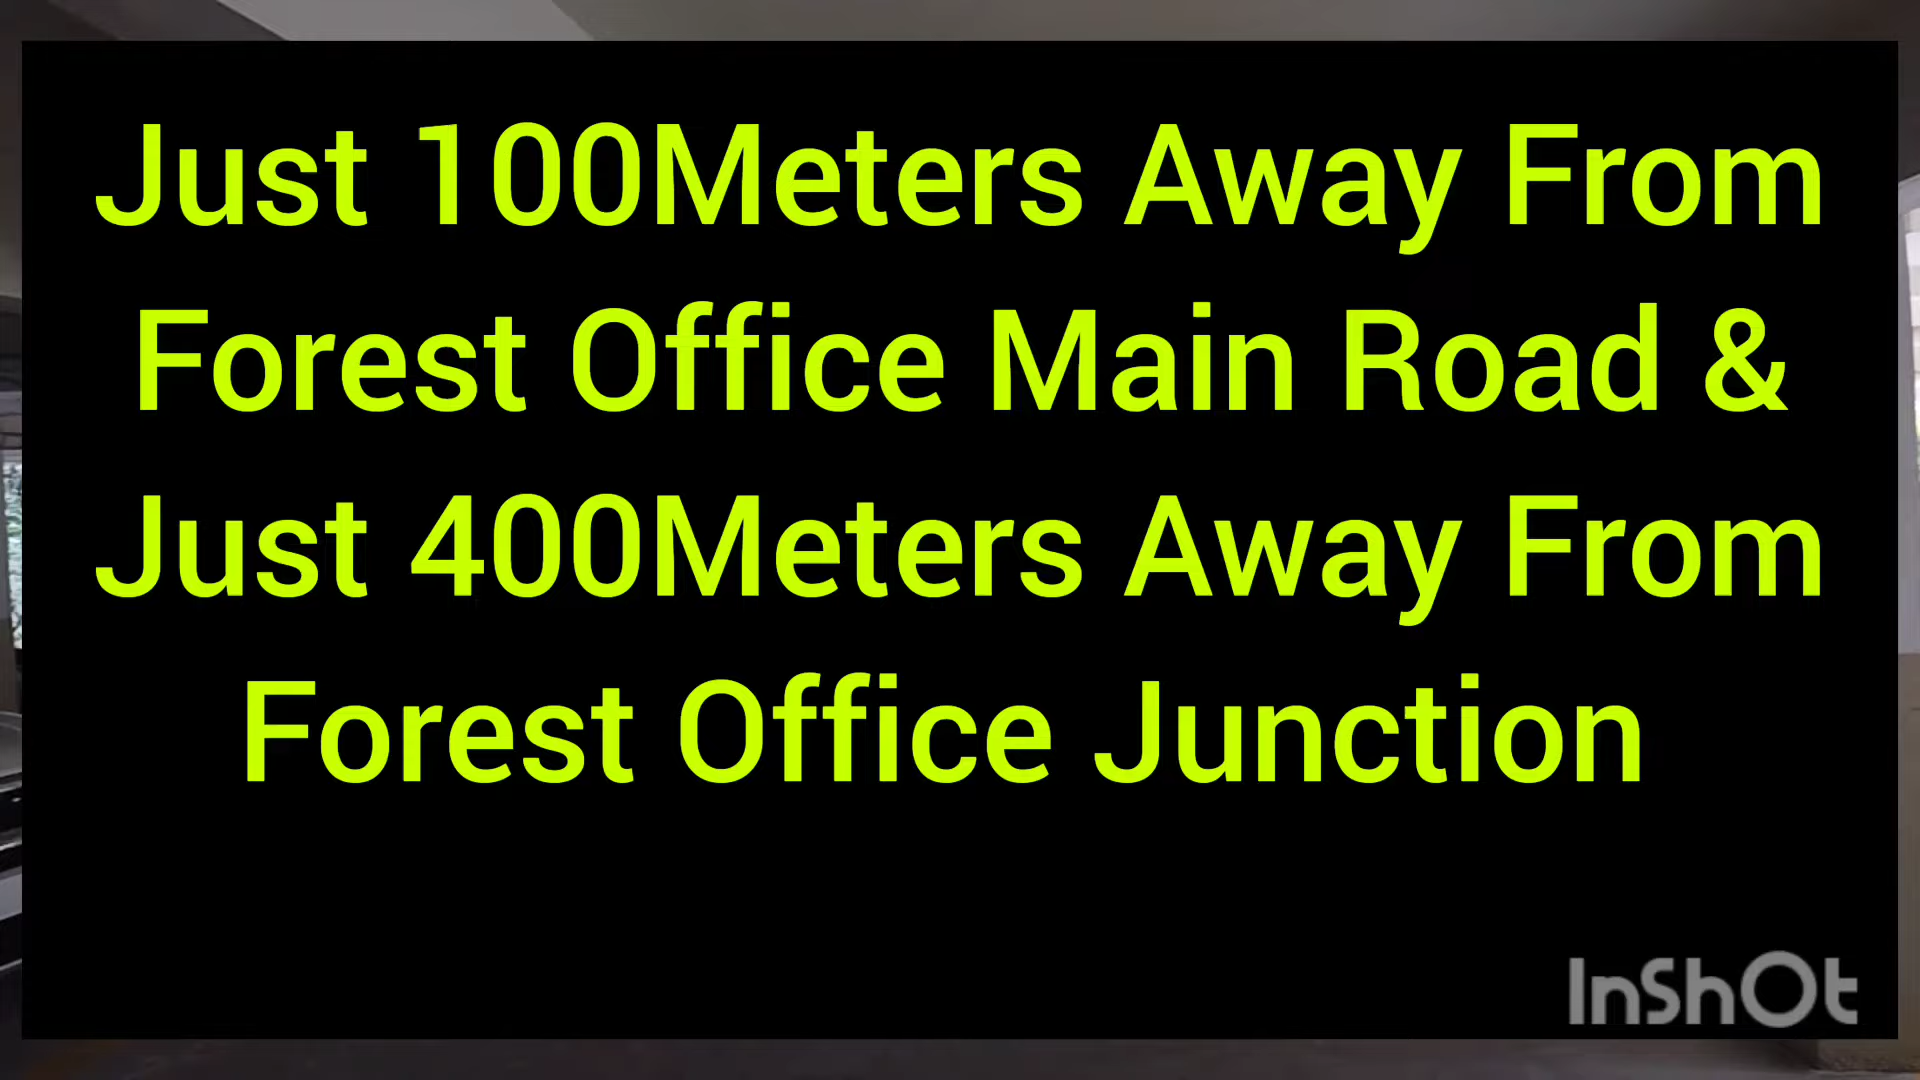 Just 100Meters Away From
Forest Office Main Road &
Just 400Meters Away From
Forest Office Junction
InShOt